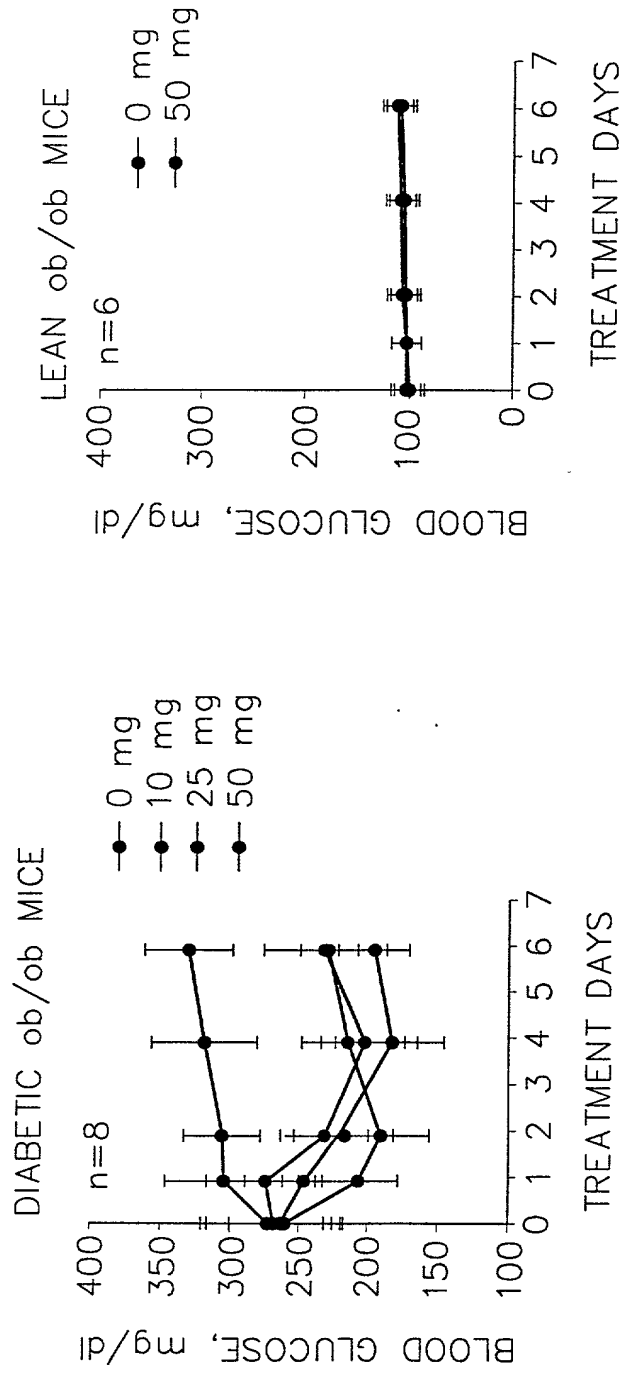 DIABETIC ob/ob MICE
n=8
0 mg
10 mg
25 mg
50 mg
BLOOD GLUCOSE, mg/dl
400
350
300
250
200
150
100
0 1 2 3 4 5 6 7
TREATMENT DAYS
LEAN ob/ob MICE
n=6
0 mg
50 mg
BLOOD GLUCOSE, mg/dl
400
300
200
100
0
0 1 2 3 4 5 6 7
TREATMENT DAYS